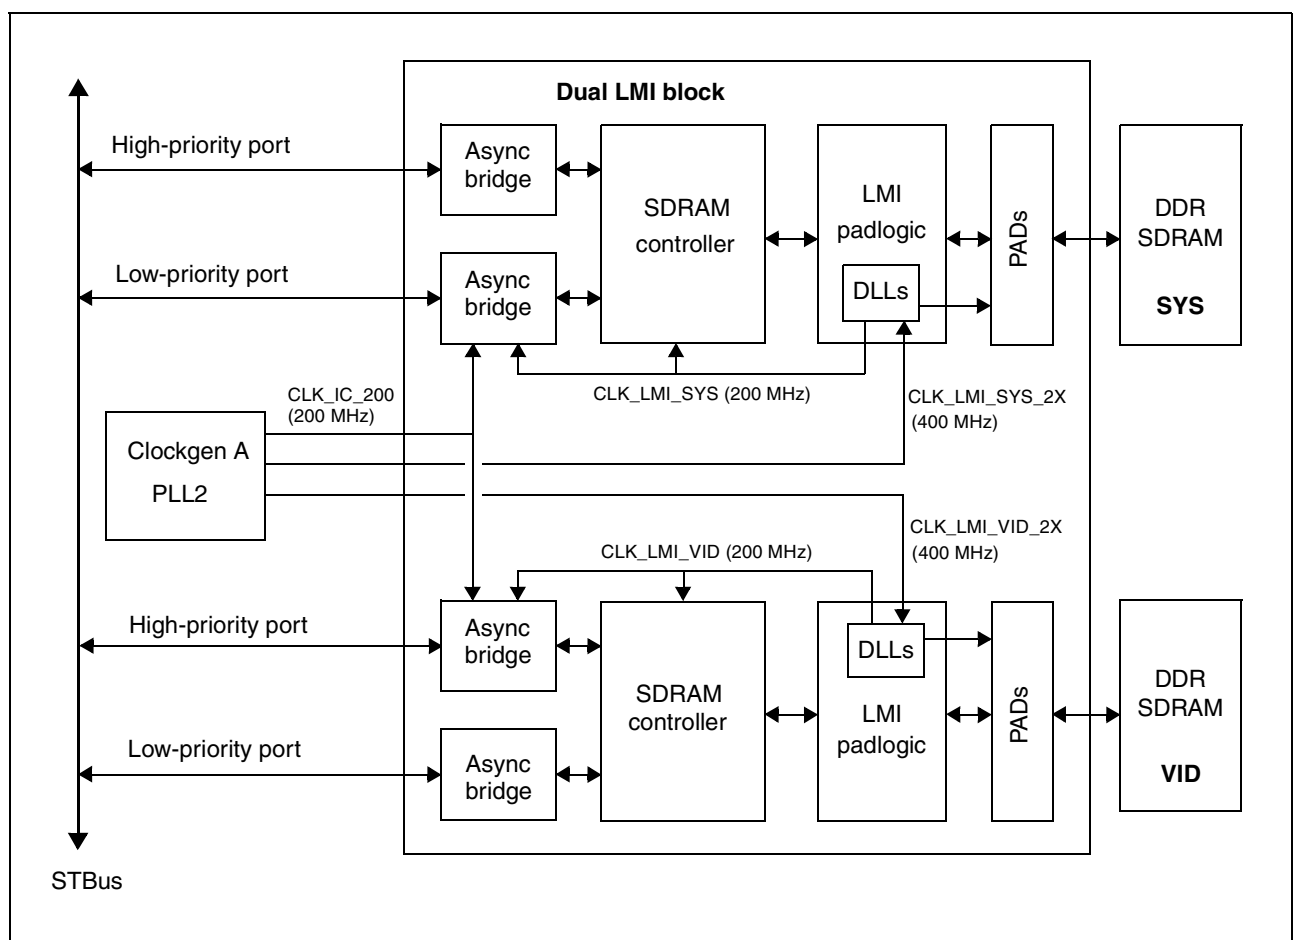 Dual LMI block
High-priority port
Async
bridge
SDRAM
controller
LMI
padlogic
DLLs
PADs
DDR
SDRAM
SYS
Low-priority port
Async
bridge
CLK_IC_200
(200 MHz)
CLK_LMI_SYS (200 MHz)
CLK_LMI_SYS_2X
(400 MHz)
Clockgen A
PLL2
CLK_LMI_VID_2X
(400 MHz)
CLK_LMI_VID (200 MHz)
High-priority port
Async
bridge
SDRAM
controller
DLLs
LMI
padlogic
PADs
DDR
SDRAM
VID
Low-priority port
Async
bridge
STBus